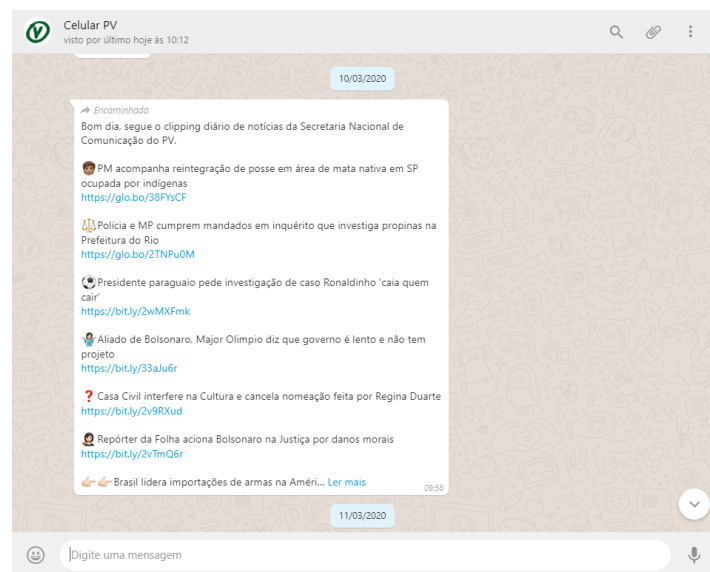 Celular PV
visto por último hoje às 10:12
10/03/2020
Encaminhada
Bom dia, segue o clipping diário de notícias da Secretaria Nacional de
Comunicação do PV.
PM acompanha reintegração de posse em área de mata nativa em SP
ocupada por indígenas
https://glo.bo/38FYsCF
Polícia e MP cumprem mandados em inquérito que investiga propinas na
Prefeitura do Rio
https://glo.bo/2TNPu0M
Presidente paraguaio pede investigação de caso Ronaldinho 'caia quem
cair'
https://bit.ly/2wMXFmk
Aliado de Bolsonaro, Major Olimpio diz que governo é lento e não tem
projeto
https://bit.ly/33aJu6r
❓ Casa Civil interfere na Cultura e cancela nomeação feita por Regina Duarte
https://bit.ly/2v9RXud
Repórter da Folha aciona Bolsonaro na Justiça por danos morais
https://bit.ly/2vTmQ6r
Brasil lidera importações de armas na Améri... Ler mais
09:58
11/03/2020
Digite uma mensagem